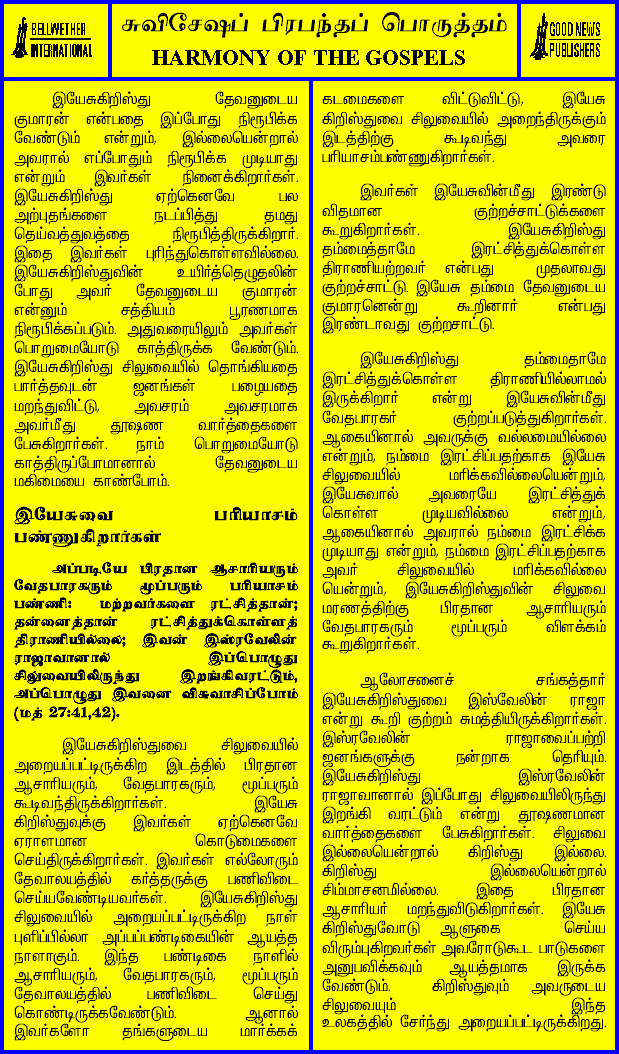 BELLWETHER
INTERNATIONAL
சுவிசேஷப் பிரபந்தப் பொருத்தம்
HARMONY OF THE GOSPELS
GOOD NEWS
PUBLISHERS
இயேசுகிறிஸ்து தேவனுடைய
குமாரன் என்பதை இப்போது நிரூபிக்க
வேண்டும் என்றும், இல்லையென்றால்
அவரால் எப்போதும் நிரூபிக்க முடியாது
என்றும் இவர்கள் நினைக்கிறார்கள்.
இயேசுகிறிஸ்து ஏற்கெனவே பல
அற்புதங்களை நடப்பித்து தமது
தெய்வத்துவத்தை நிரூபித்திருக்கிறார்.
இதை இவர்கள் புரிந்துகொள்ளவில்லை.
இயேசுகிறிஸ்துவின் உயிர்த்தெழுதலின்
போது அவர் தேவனுடைய குமாரன்
என்னும் சத்தியம் பூரணமாக
நிரூபிக்கப்படும். அதுவரையிலும் அவர்கள்
பொறுமையோடு காத்திருக்க வேண்டும்.
இயேசுகிறிஸ்து சிலுவையில் தொங்கியதை
பார்த்தவுடன் ஜனங்கள் பழையதை
மறந்துவிட்டு, அவசரம் அவசரமாக
அவர்மீது தூஷண வார்த்தைகளை
பேசுகிறார்கள். நாம் பொறுமையோடு
காத்திருப்போமானால் தேவனுடைய
மகிமையை காண்போம்.
இயேசுவை பரியாசம்
பண்ணுகிறார்கள்
அப்படியே பிரதான ஆசாரியரும்
வேதபாரகரும் மூப்பரும் பரியாசம்
பண்ணி: மற்றவர்களை ரட்சித்தான்;
தன்னைத்தான் ரட்சித்துக்கொள்ளத்
திராணியில்லை; இவன் இஸ்ரவேலின்
ராஜாவானால் இப்பொழுது
சிலுவையிலிருந்து இறங்கிவரட்டும்,
அப்பொழுது இவனை விசுவாசிப்போம்
(மத் 27:41,42).
இயேசுகிறிஸ்துவை சிலுவையில்
அறையப்பட்டிருக்கிற இடத்தில் பிரதான
ஆசாரியரும், வேதபாரகரும், மூப்பரும்
கூடிவந்திருக்கிறார்கள். இயேசு
கிறிஸ்துவுக்கு இவர்கள் ஏற்கெனவே
ஏராளமான கொடுமைகளை
செய்திருக்கிறார்கள். இவர்கள் எல்லோரும்
தேவாலயத்தில் கர்த்தருக்கு பணிவிடை
செய்யவேண்டியவர்கள். இயேசுகிறிஸ்து
சிலுவையில் அறையப்பட்டிருக்கிற நாள்
புளிப்பில்லா அப்பப்பண்டிகையின் ஆயத்த
நாளாகும். இந்த பண்டிகை நாளில்
ஆசாரியரும், வேதபாரகரும், மூப்பரும்
தேவாலயத்தில் பணிவிடை செய்து
கொண்டிருக்கவேண்டும். ஆனால்
இவர்களோ தங்களுடைய மார்க்கக்
கடமைகளை விட்டுவிட்டு, இயேசு
கிறிஸ்துவை சிலுவையில் அறைந்திருக்கும்
இடத்திற்கு கூடிவந்து அவரை
பரியாசம்பண்ணுகிறார்கள்.
இவர்கள் இயேசுவின்மீது இரண்டு
விதமான குற்றச்சாட்டுக்களை
கூறுகிறார்கள். இயேசுகிறிஸ்து
தம்மைத்தாமே இரட்சித்துக்கொள்ள
திராணியற்றவர் என்பது முதலாவது
குற்றச்சாட்டு. இயேசு தம்மை தேவனுடைய
குமாரனென்று கூறினார் என்பது
இரண்டாவது குற்றசாட்டு.
இயேசுகிறிஸ்து தம்மைதாமே
இரட்சித்துக்கொள்ள திராணியில்லாமல்
இருக்கிறார் என்று இயேசுவின்மீது
வேதபாரகர் குற்றப்படுத்துகிறார்கள்.
ஆகையினால் அவருக்கு வல்லமையில்லை
என்றும், நம்மை இரட்சிப்பதற்காக இயேசு
சிலுவையில் மரிக்கவில்லையென்றும்,
இயேசுவால் அவரையே இரட்சித்துக்
கொள்ள முடியவில்லை என்றும்,
ஆகையினால் அவரால் நம்மை இரட்சிக்க
முடியாது என்றும், நம்மை இரட்சிப்பதற்காக
அவர் சிலுவையில் மரிக்கவில்லை
யென்றும், இயேசுகிறிஸ்துவின் சிலுவை
மரணத்திற்கு பிரதான ஆசாரியரும்
வேதபாரகரும் மூப்பரும் விளக்கம்
கூறுகிறார்கள்.
ஆலோசனைச் சங்கத்தார்
இயேசுகிறிஸ்துவை இஸ்வேலின் ராஜா
என்று கூறி குற்றம் சுமத்தியிருக்கிறார்கள்.
இஸ்ரவேலின் ராஜாவைப்பற்றி
ஜனங்களுக்கு நன்றாக தெரியும்.
இயேசுகிறிஸ்து இஸ்ரவேலின்
ராஜாவானால் இப்போது சிலுவையிலிருந்து
இறங்கி வரட்டும் என்று தூஷணமான
வார்த்தைகளை பேசுகிறார்கள். சிலுவை
இல்லையென்றால் கிறிஸ்து இல்லை.
கிறிஸ்து இல்லையென்றால்
சிம்மாசனமில்லை. இதை பிரதான
ஆசாரியர் மறந்துவிடுகிறார்கள். இயேசு
கிறிஸ்துவோடு ஆளுகை செய்ய
விரும்புகிறவர்கள் அவரோடுகூட பாடுகளை
அனுபவிக்கவும் ஆயத்தமாக இருக்க
வேண்டும். கிறிஸ்துவும் அவருடைய
சிலுவையும் இந்த
உலகத்தில் சேர்ந்து அறையப்பட்டிருக்கிறது.